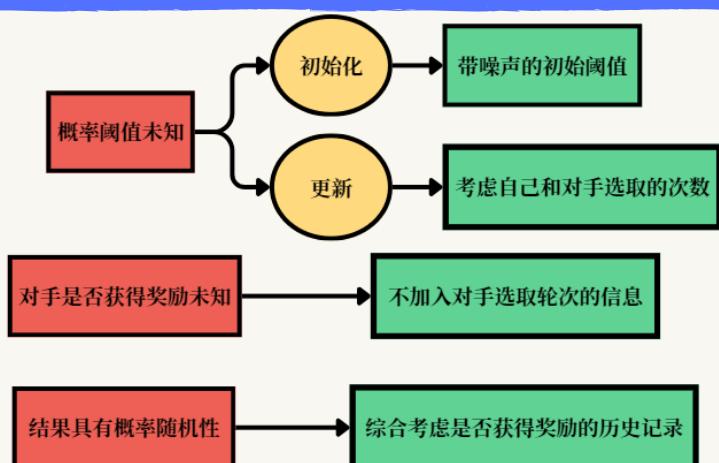 初始化
带噪声的初始阈值
概率阈值未知
更新
考虑自己和对手选取的次数
对手是否获得奖励未知
不加入对手选取轮次的信息
结果具有概率随机性
综合考虑是否获得奖励的历史记录